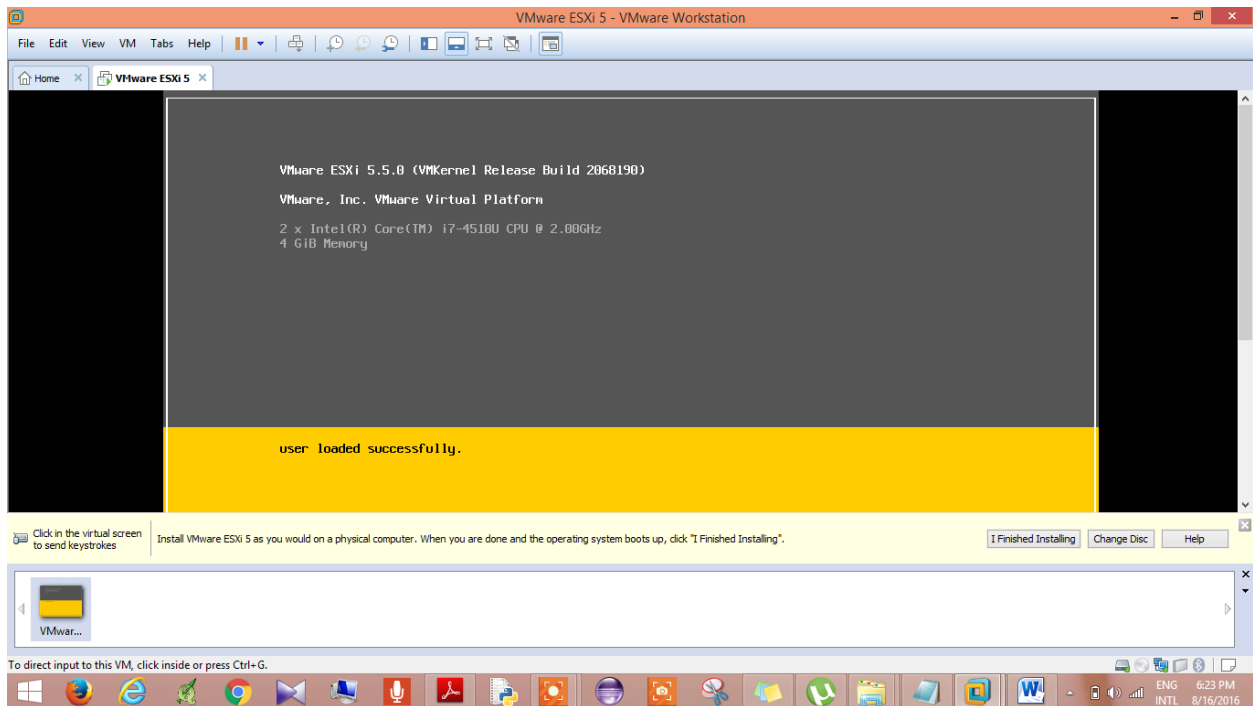 VMware ESXi 5 - VMware Workstation
File Edit View VM Tabs Help
Home
VMware ESXi 5
VMware ESXi 5.5.0 (VMKernel Release Build 2068190)
VMware, Inc. VMware Virtual Platform
2 x Intel(R) Core(TM) i7-4510U CPU @ 2.00GHz
4 GiB Memory
user loaded successfully.
Click in the virtual screen
to send keystrokes
Install VMware ESXi 5 as you would on a physical computer. When you are done and the operating system boots up, click "I Finished Installing".
I Finished Installing
Change Disc
Help
VMwar...
To direct input to this VM, click inside or press Ctrl+G.
ENG 6:23 PM
INTL 8/16/2016